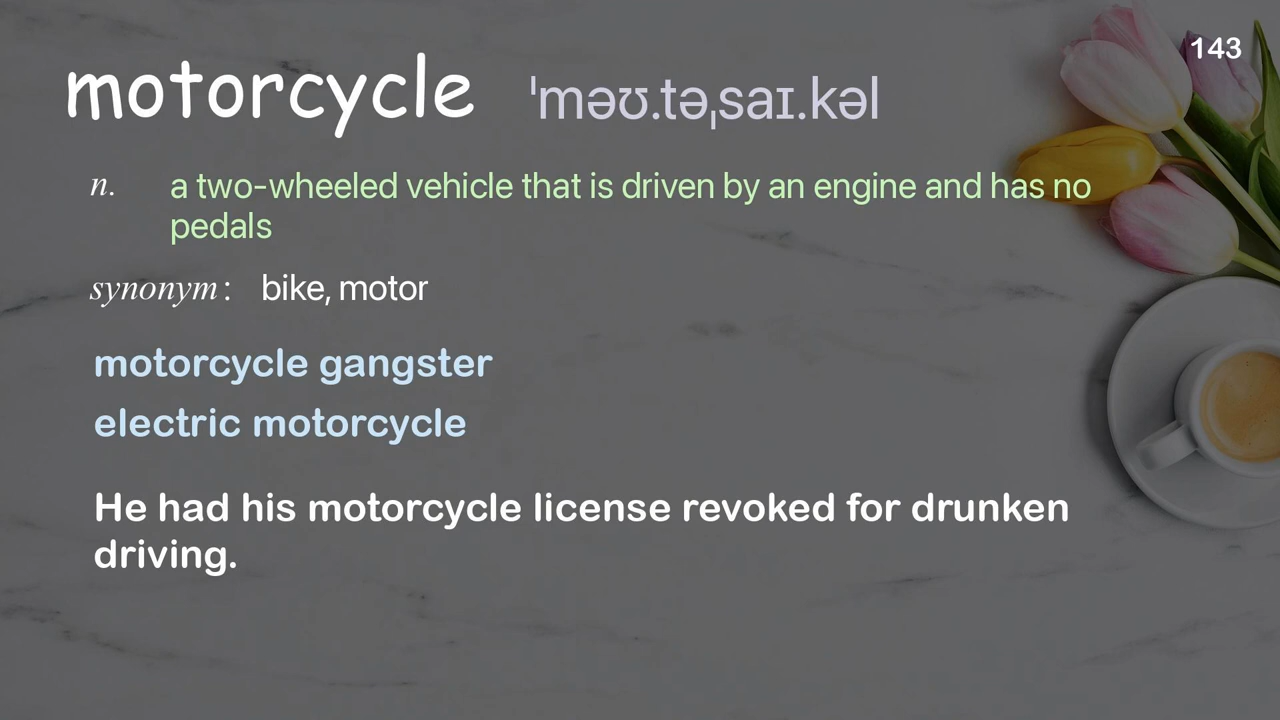 143
motorcycle ˈməʊ.təˌsaɪ.kəl
n. a two-wheeled vehicle that is driven by an engine and has no
pedals
synonym: bike, motor
motorcycle gangster
electric motorcycle
He had his motorcycle license revoked for drunken
driving.